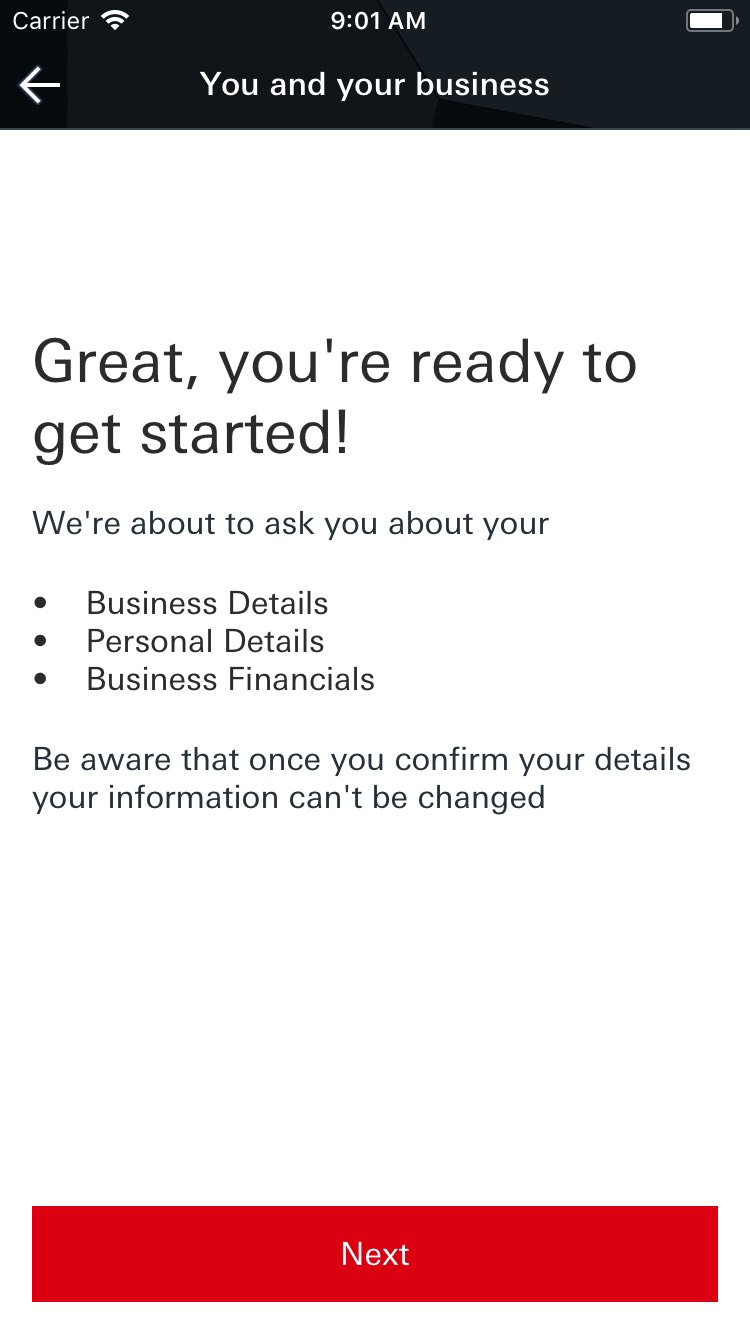 Carrier 9:01 AM
You and your business
Great, you're ready to
get started!
We're about to ask you about your
• Business Details
• Personal Details
• Business Financials
Be aware that once you confirm your details
your information can't be changed
Next